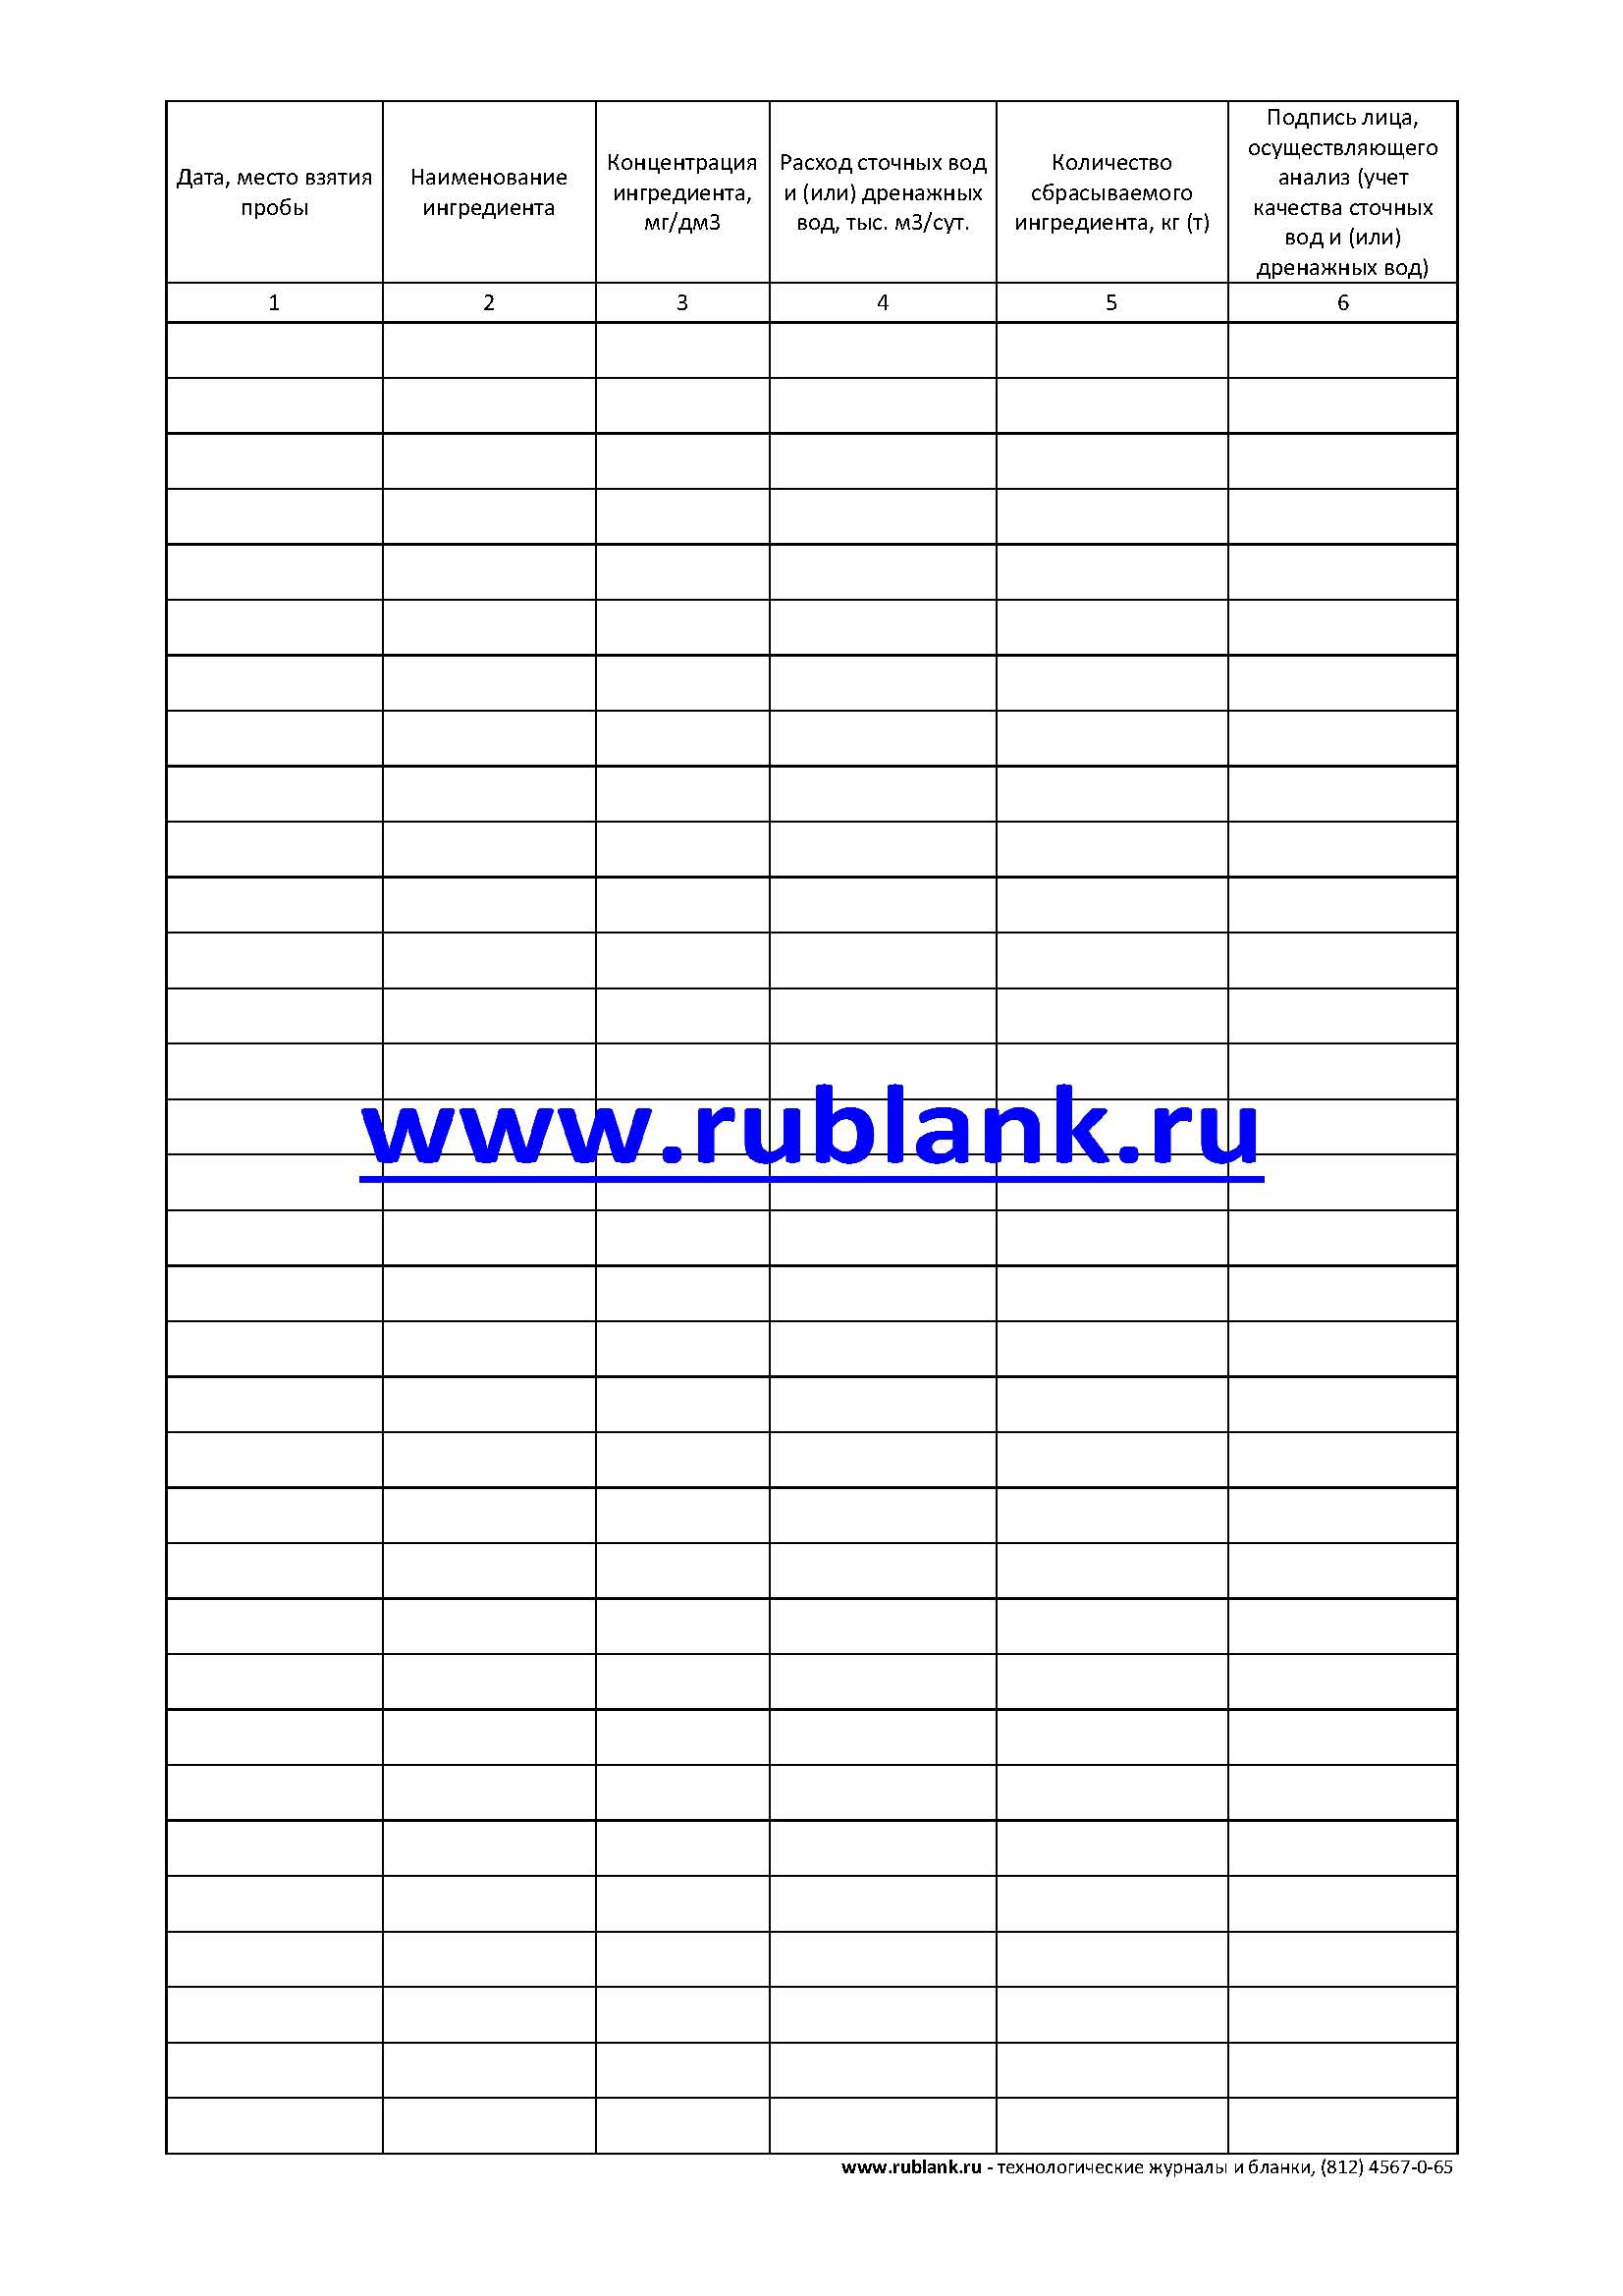 Дата, место взятия
пробы
Наименование
ингредиента
Концентрация
ингредиента,
мг/дм3
Расход сточных вод
и (или) дренажных
вод, тыс. м3/сут.
Количество
сбрасываемого
ингредиента, кг (т)
Подпись лица,
осуществляющего
анализ (учет
качества сточных
вод и (или)
дренажных вод)
1
2
3
4
5
6
www.rublank.ru
www.rublank.ru - технологические журналы и бланки, (812) 4567-0-65